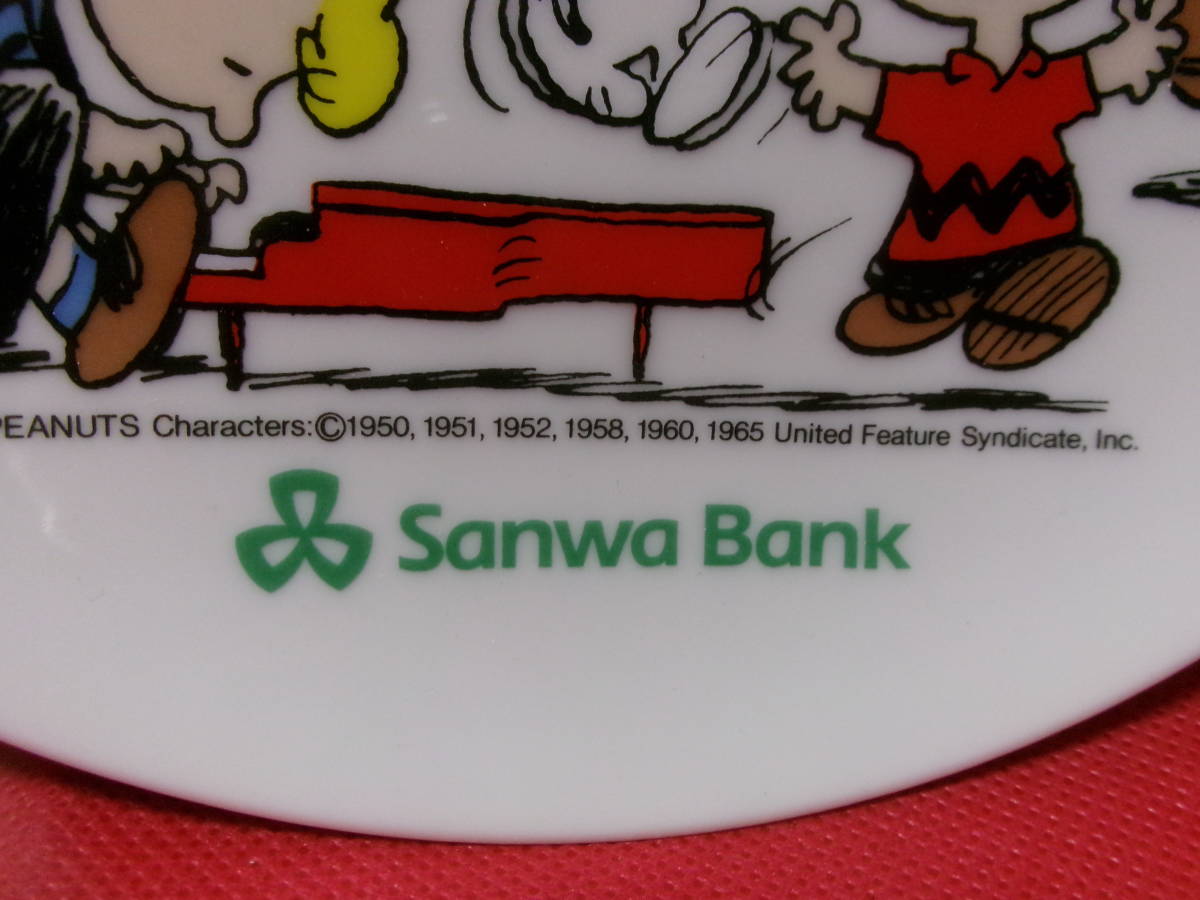 PEANUTS Characters:©1950, 1951, 1952, 1958, 1960, 1965 United Feature Syndicate, Inc.
Sanwa Bank